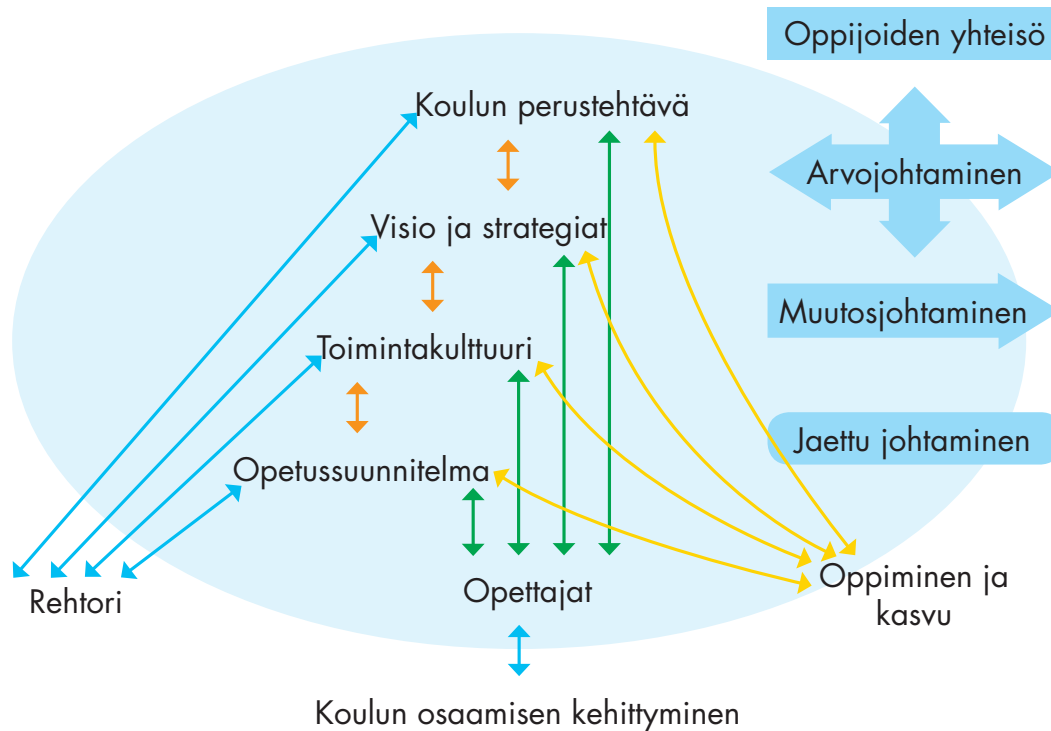 Oppijoiden yhteisö
Koulun perustehtävä
Arvojohtaminen
Visio ja strategiat
Muutosjohtaminen
Toimintakulttuuri
Jaettu johtaminen
Opetussuunnitelma
Rehtori
Opettajat
Oppiminen ja
kasvu
Koulun osaamisen kehittyminen